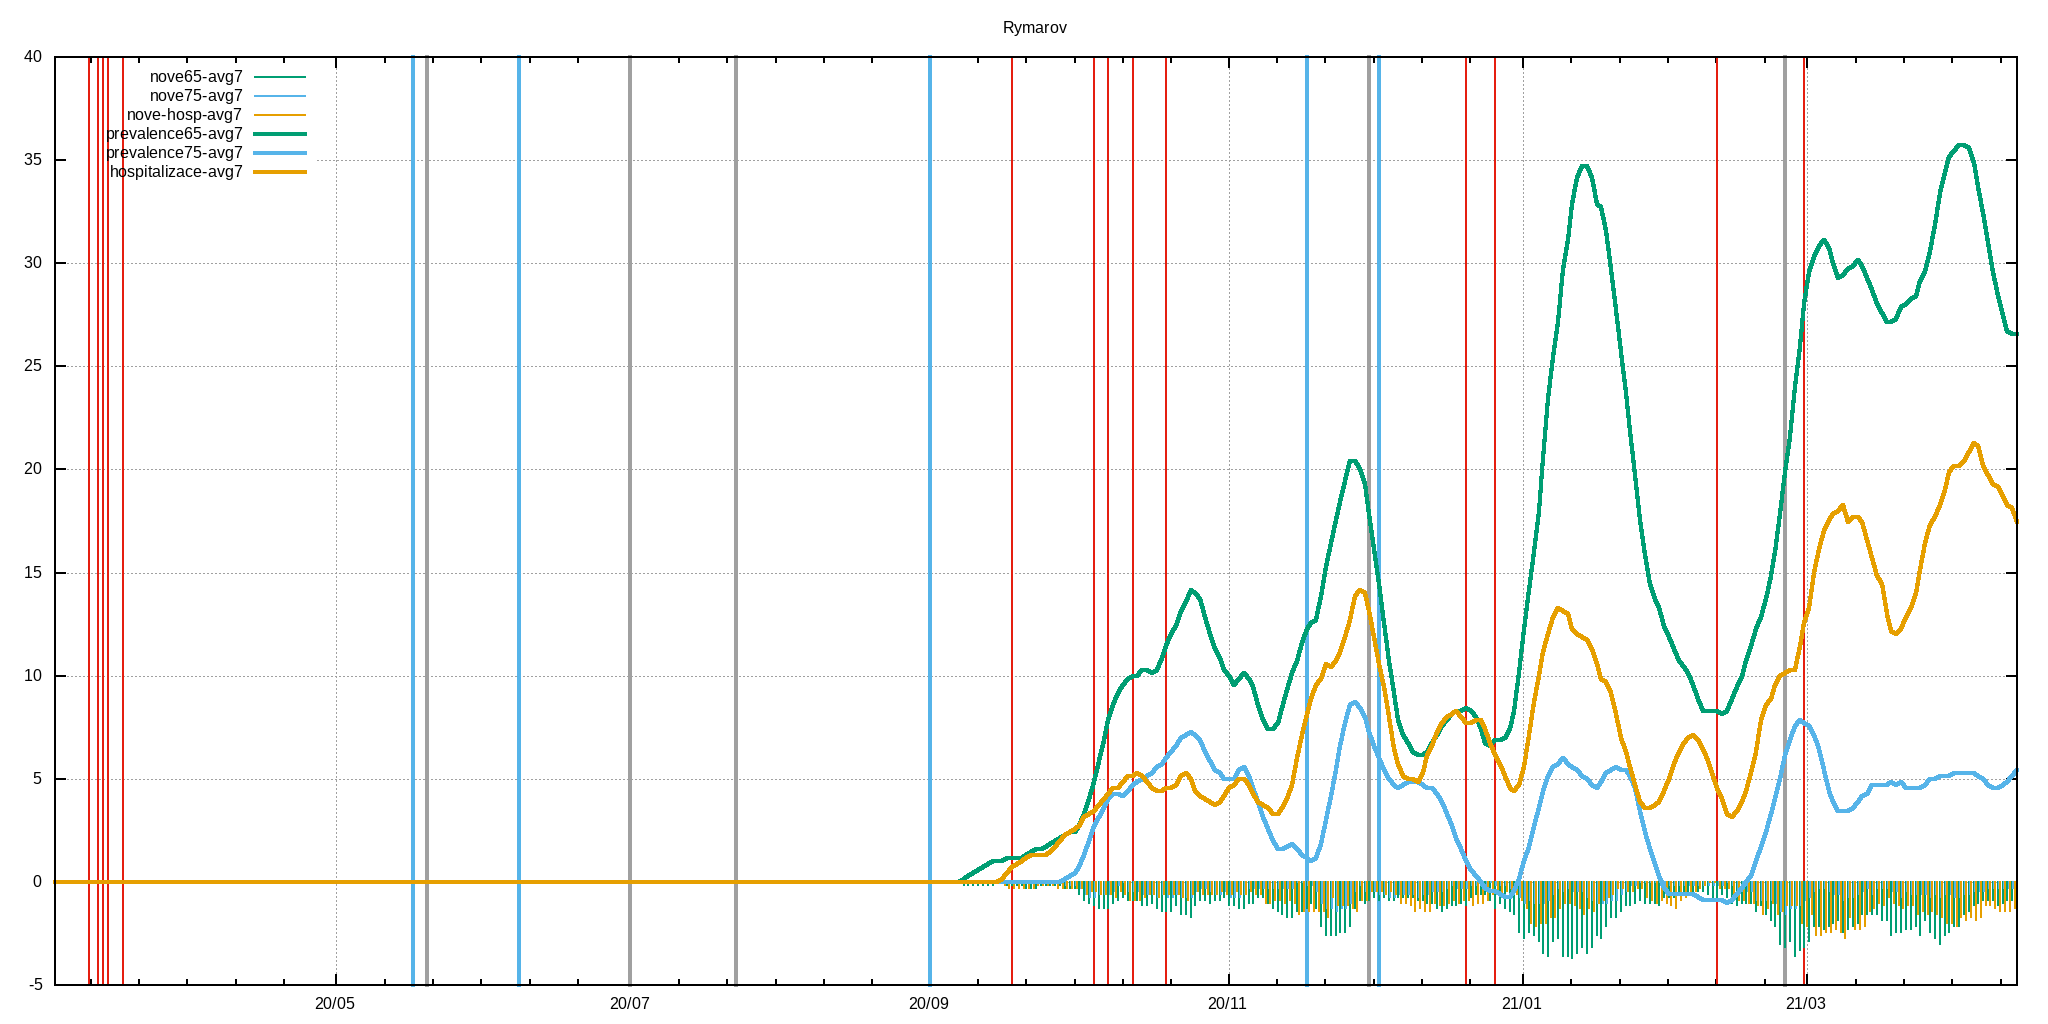 Rymarov
40
nove65-avg7
nove75-avg7
nove-hosp-avg7
prevalence65-avg7
prevalence75-avg7
hospitalizace-avg7
35
30
25
20
15
10
5
0
-5
20/05 20/07 20/09 20/11 21/01 21/03